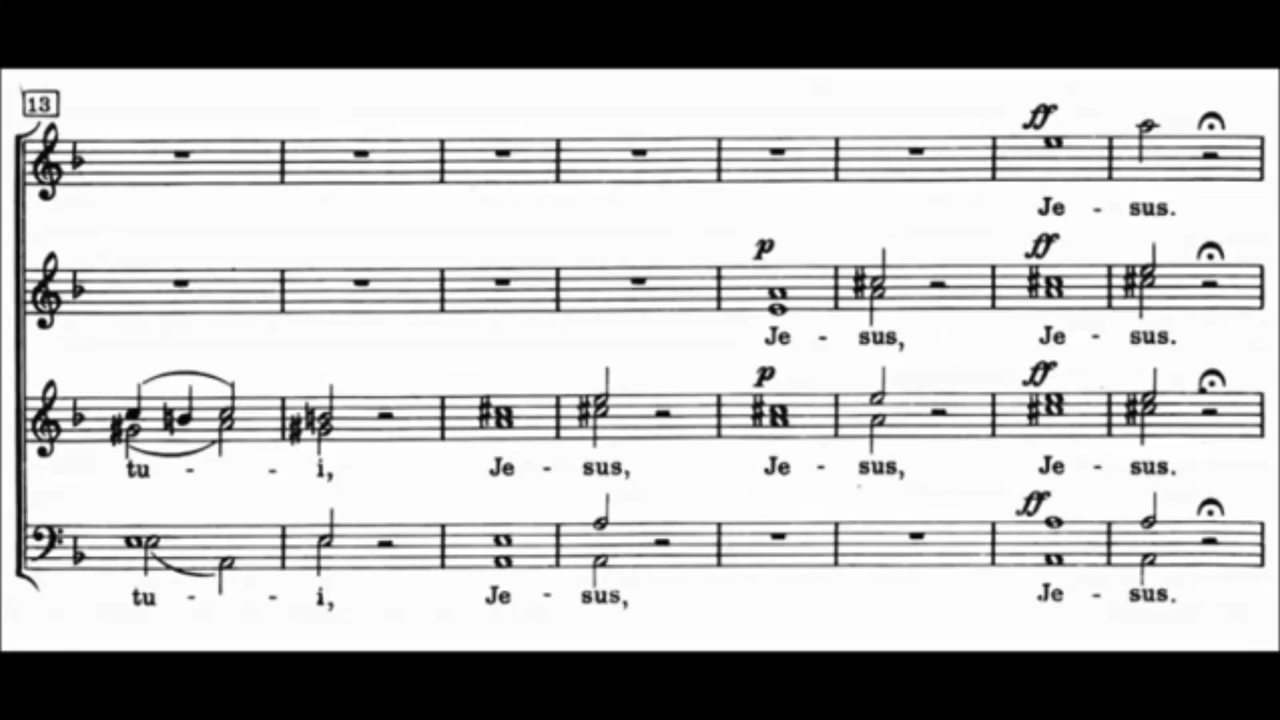 13
ff
Je - sus.
p ff
Je - sus, Je - sus.
p ff
tu - - i, Je - sus, Je - sus, Je - sus.
ff
tu - - i, Je - sus, Je - sus.